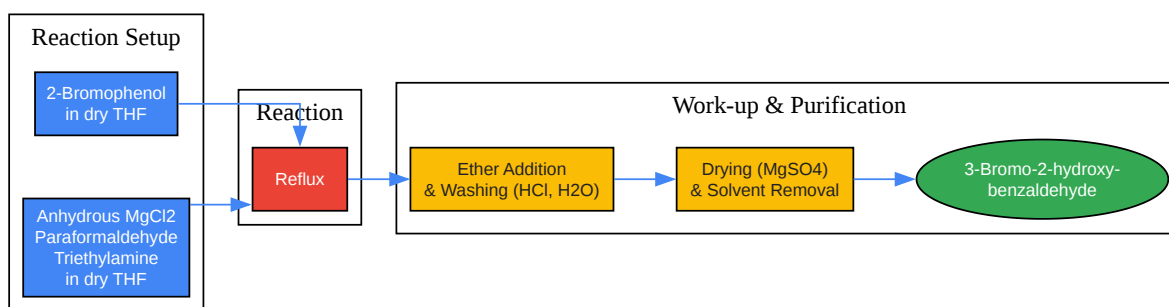 Reaction Setup
2-Bromophenol
in dry THF
Anhydrous MgCl2
Paraformaldehyde
Triethylamine
in dry THF
Reaction
Reflux
Work-up & Purification
Ether Addition
& Washing (HCl, H2O)
Drying (MgSO4)
& Solvent Removal
3-Bromo-2-hydroxy-
benzaldehyde